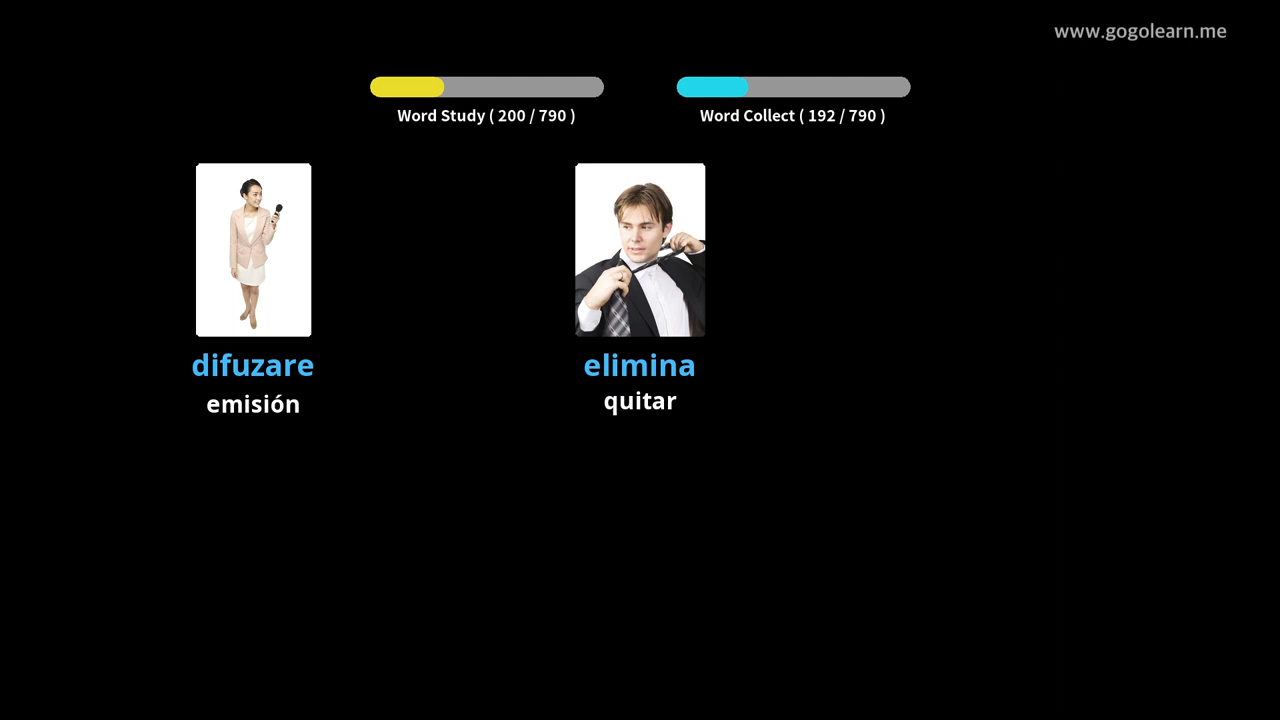 www.gogolearn.me
Word Study ( 200 / 790 )
Word Collect ( 192 / 790 )
difuzare
emisión
elimina
quitar